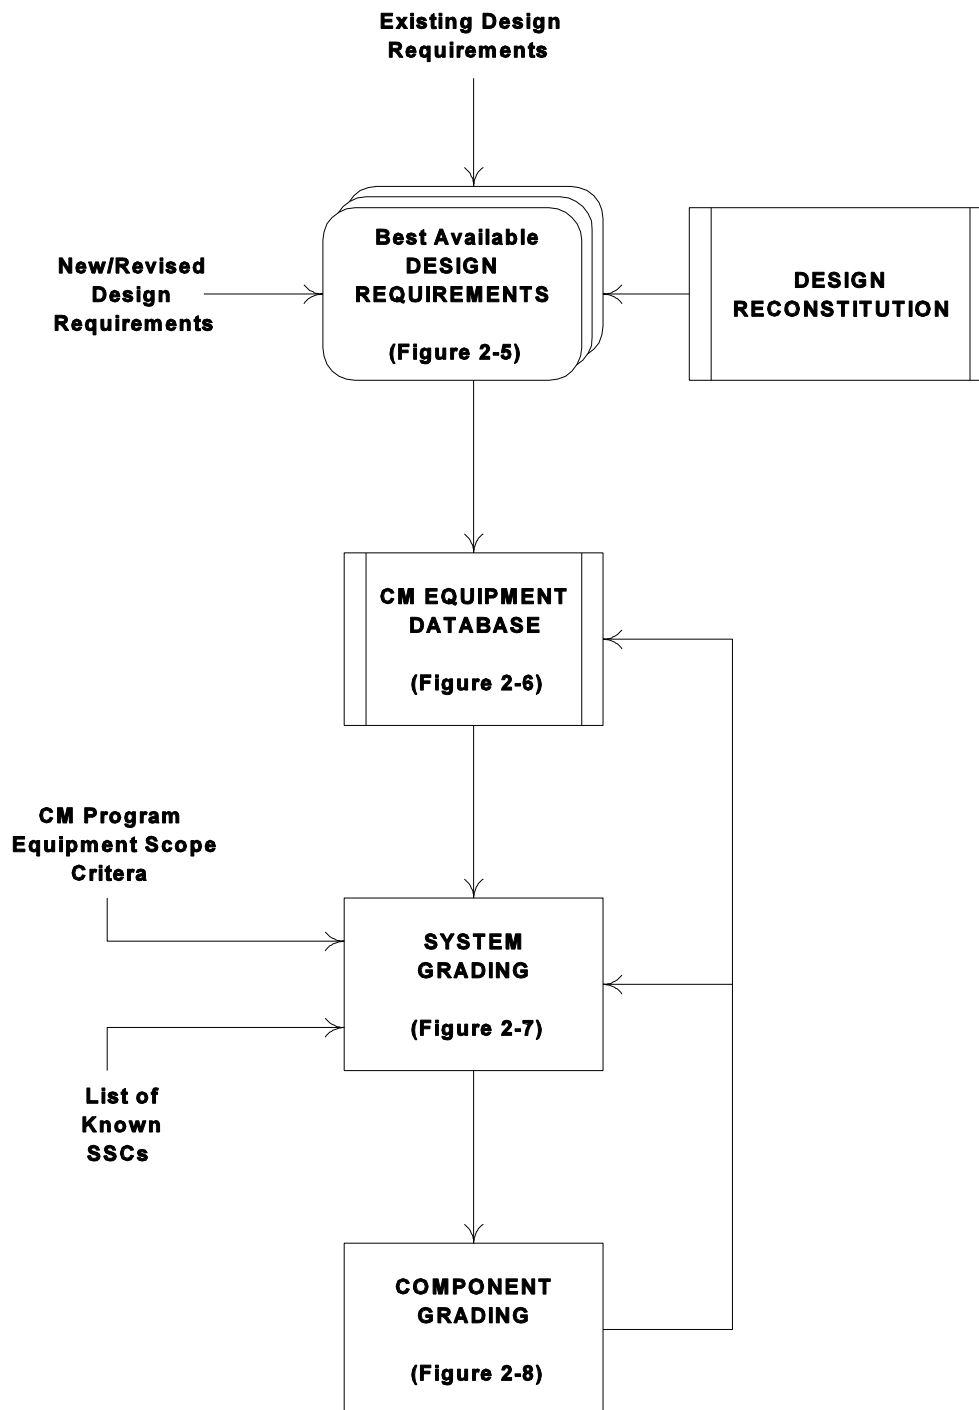 Existing Design
Requirements
Best Available
DESIGN
REQUIREMENTS
(Figure 2-5)
New/Revised
Design
Requirements
DESIGN
RECONSTITUTION
CM EQUIPMENT
DATABASE
(Figure 2-6)
CM Program
Equipment Scope
Critera
SYSTEM
GRADING
(Figure 2-7)
List of
Known
SSCs
COMPONENT
GRADING
(Figure 2-8)